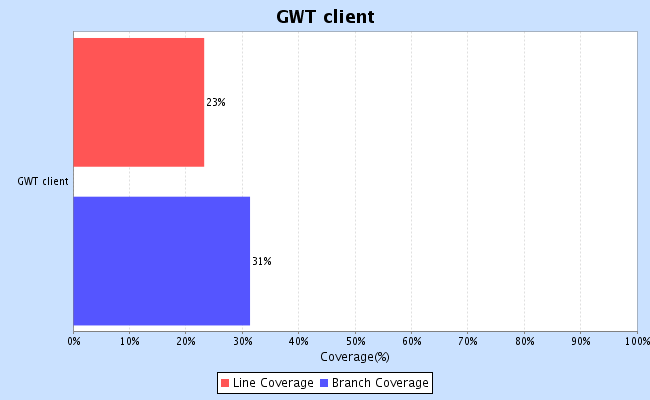 GWT client
23%
GWT client
31%
0% 10% 20% 30% 40% 50% 60% 70% 80% 90% 100%
Coverage(%)
Line Coverage Branch Coverage